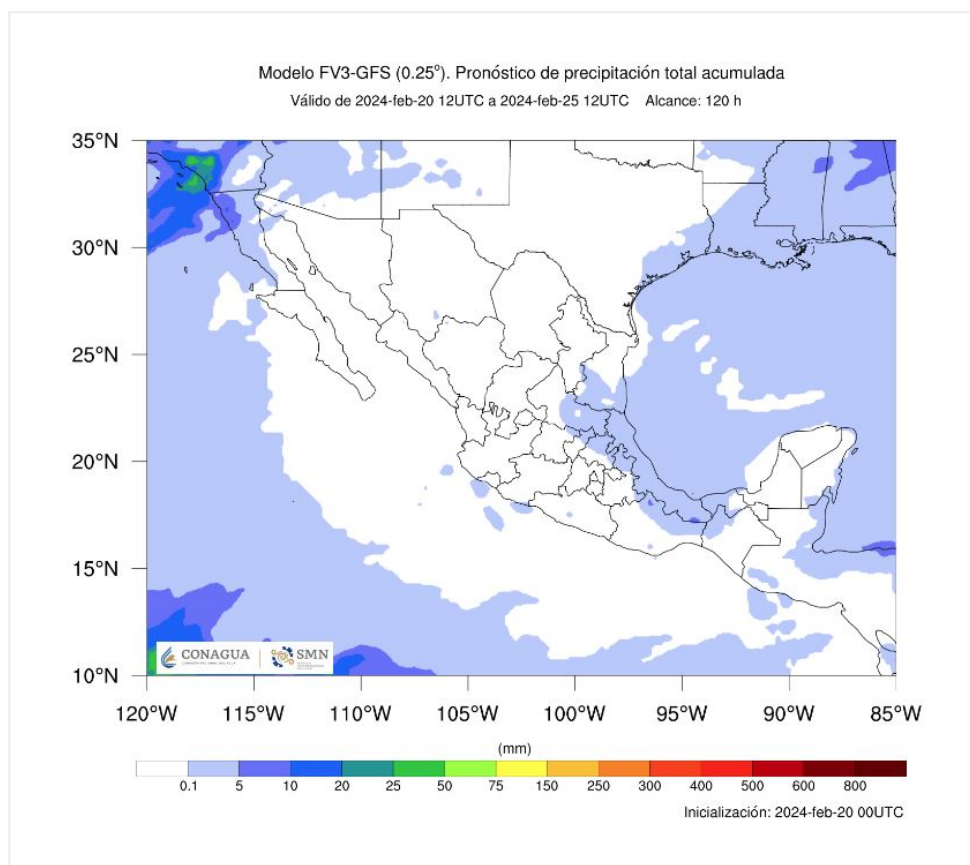 Modelo FV3-GFS (0.25°). Pronóstico de precipitación total acumulada
Válido de 2024-feb-20 12UTC a 2024-feb-25 12UTC Alcance: 120 h
35°N
30°N
25°N
20°N
15°N
10°N
CONAGUA
SMN
120°W 115°W 110°W 105°W 100°W 95°W 90°W 85°W
(mm)
0.1 5 10 20 25 50 75 150 250 300 400 500 600 800
Inicialización: 2024-feb-20 00UTC